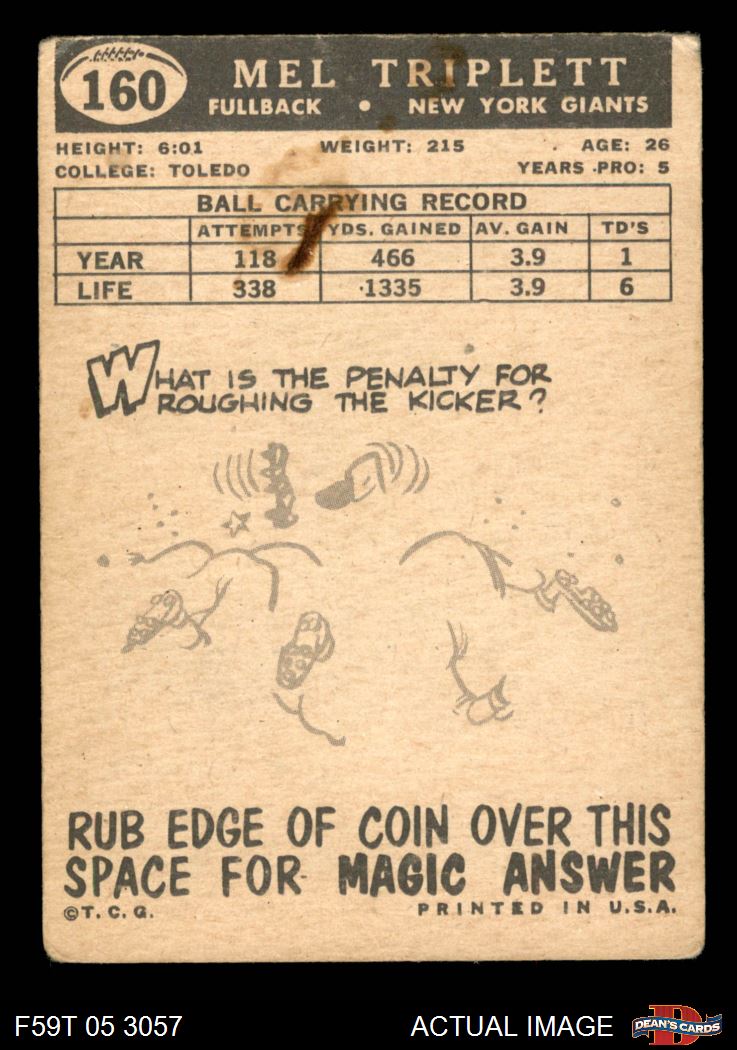 160
MEL TRIPLETT
FULLBACK • NEW YORK GIANTS
HEIGHT: 6:01 WEIGHT: 215 AGE: 26
COLLEGE: TOLEDO YEARS PRO: 5
BALL CARRYING RECORD
ATTEMPTS YDS. GAINED AV. GAIN TD'S
YEAR 118 466 3.9 1
LIFE 338 1335 3.9 6
WHAT IS THE PENALTY FOR
ROUGHING THE KICKER?
RUB EDGE OF COIN OVER THIS
SPACE FOR MAGIC ANSWER
©T.C.G. PRINTED IN U.S.A.
F59T 05 3057 ACTUAL IMAGE DEAN'S CARDS